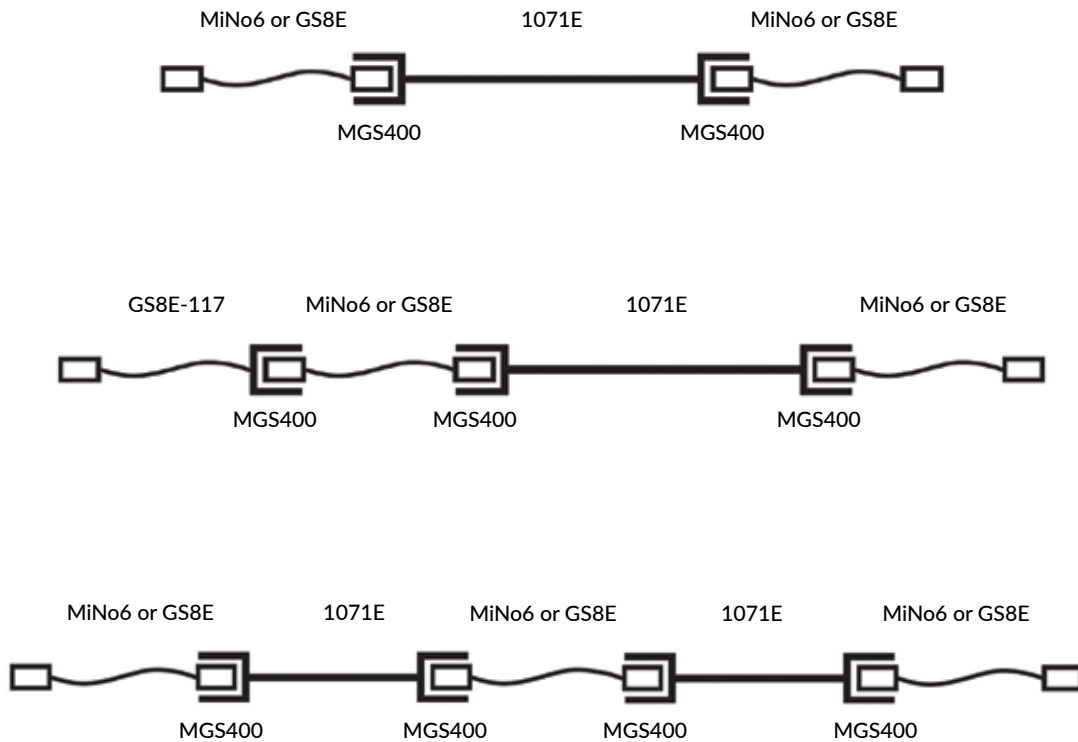 MiNo6 or GS8E 1071E MiNo6 or GS8E
MGS400 MGS400
GS8E-117 MiNo6 or GS8E 1071E MiNo6 or GS8E
MGS400 MGS400 MGS400
MiNo6 or GS8E 1071E MiNo6 or GS8E 1071E MiNo6 or GS8E
MGS400 MGS400 MGS400 MGS400